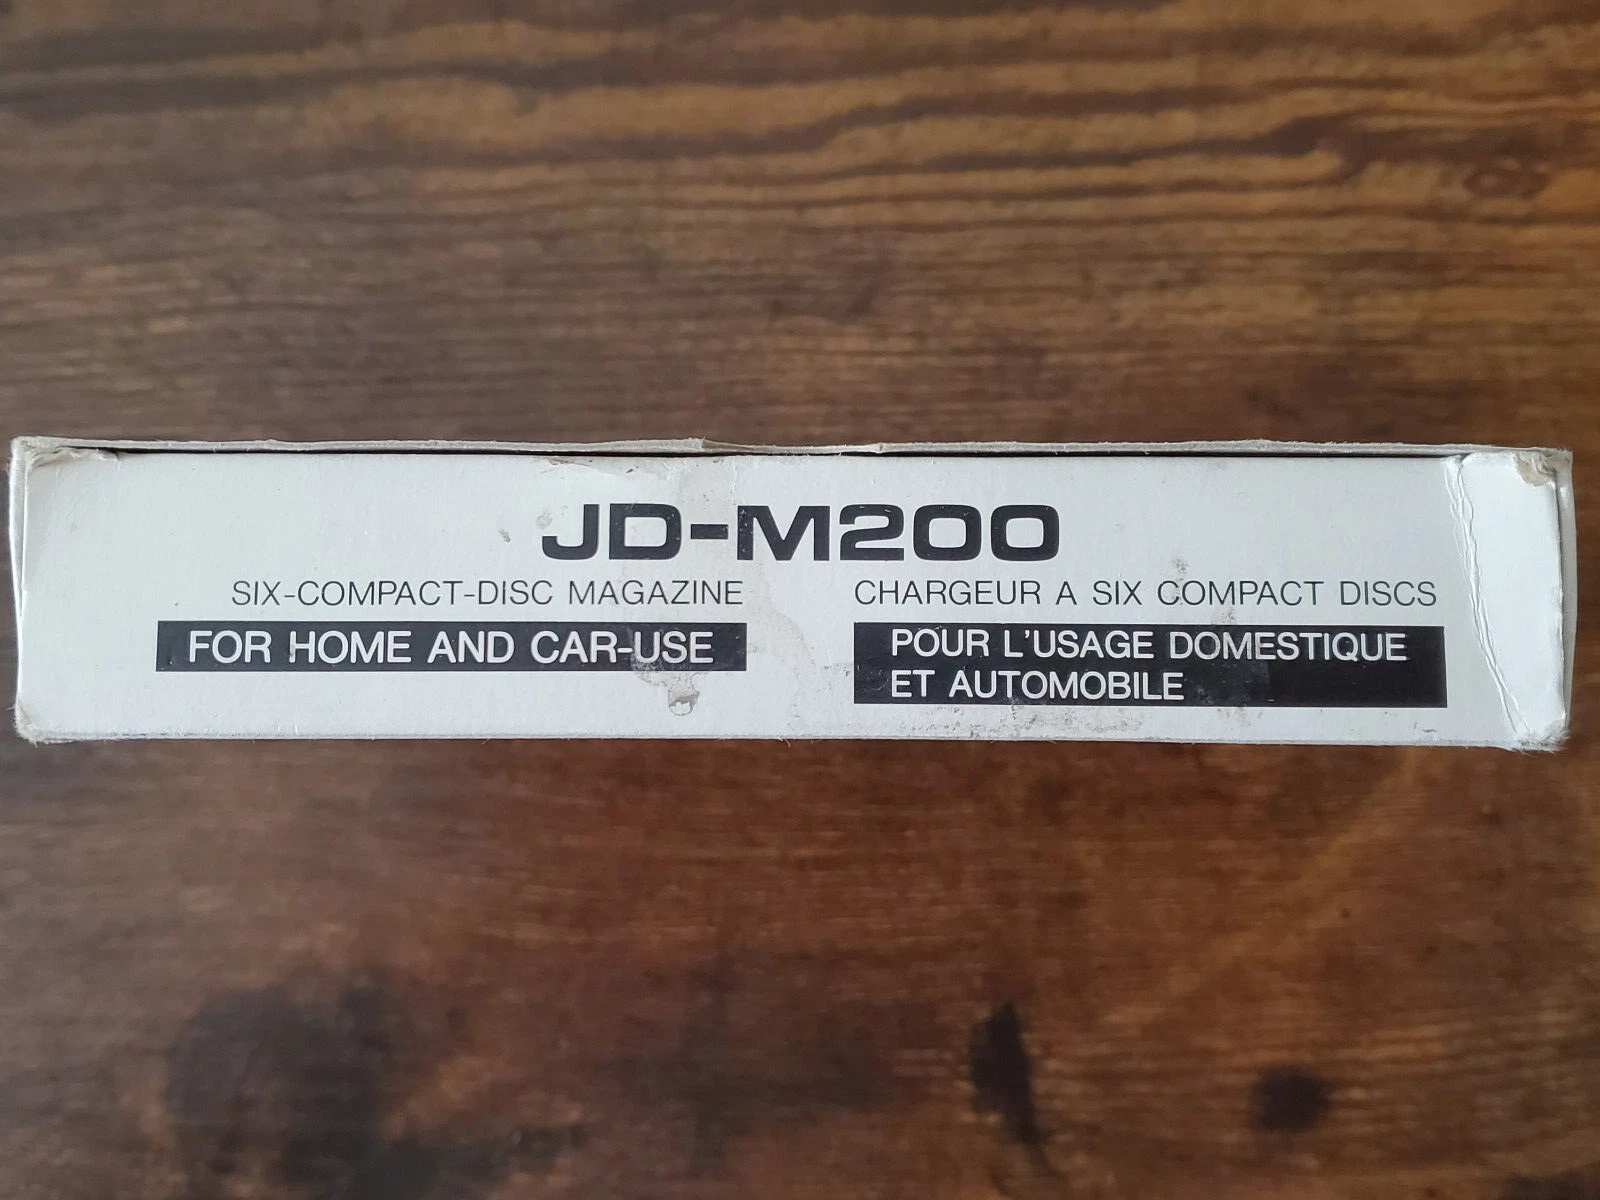 JD-M200
SIX-COMPACT-DISC MAGAZINE
FOR HOME AND CAR-USE
CHARGEUR A SIX COMPACT DISCS
POUR L'USAGE DOMESTIQUE
ET AUTOMOBILE